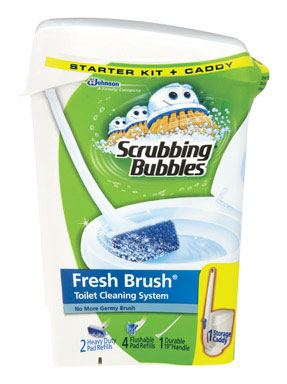 STARTER KIT + CADDY
Johnson
A Family Company
Scrubbing
Bubbles
Fresh Brush®
Toilet Cleaning System
No More Germy Brush
2 Heavy Duty Pad Refills
4 Flushable Pad Refills
1 Durable 19" Handle
1 Storage Caddy